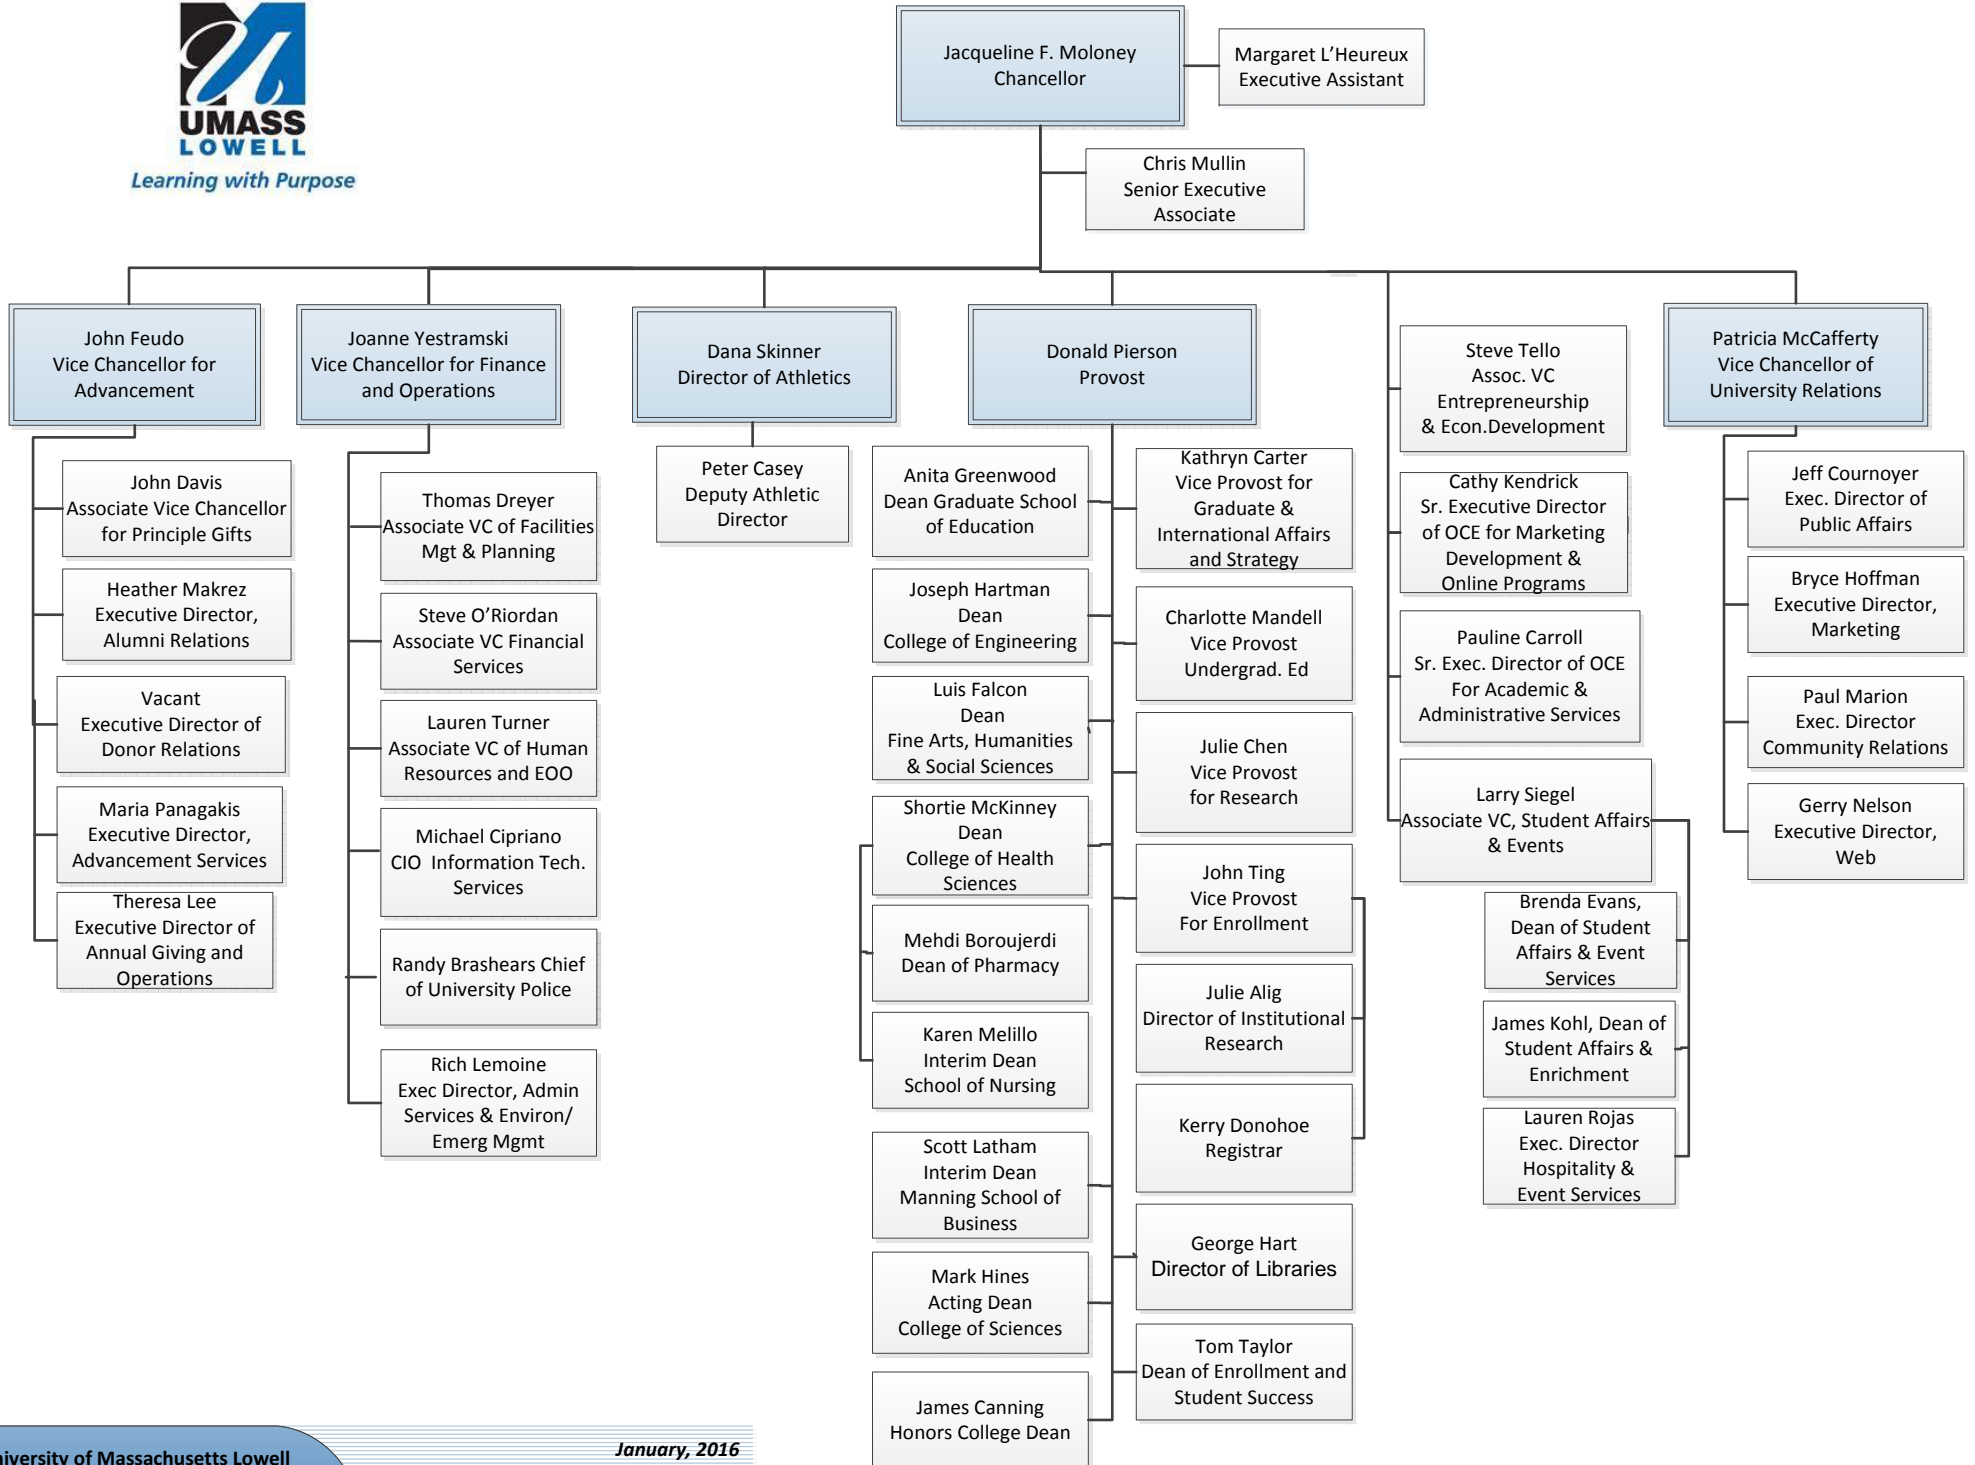 UMASS
LOWELL
Learning with Purpose
Jacqueline F. Moloney
Chancellor
Margaret L’Heureux
Executive Assistant
Chris Mullin
Senior Executive
Associate
John Feudo
Vice Chancellor for
Advancement
Joanne Yestramski
Vice Chancellor for Finance
and Operations
Dana Skinner
Director of Athletics
Donald Pierson
Provost
Steve Tello
Assoc. VC
Entrepreneurship
& Econ.Development
Patricia McCafferty
Vice Chancellor of
University Relations
John Davis
Associate Vice Chancellor
for Principle Gifts
Heather Makrez
Executive Director,
Alumni Relations
Vacant
Executive Director of
Donor Relations
Maria Panagakis
Executive Director,
Advancement Services
Theresa Lee
Executive Director of
Annual Giving and
Operations
Thomas Dreyer
Associate VC of Facilities
Mgt & Planning
Steve O’Riordan
Associate VC Financial
Services
Lauren Turner
Associate VC of Human
Resources and EOO
Michael Cipriano
CIO Information Tech.
Services
Randy Brashears Chief
of University Police
Rich Lemoine
Exec Director, Admin
Services & Environ/
Emerg Mgmt
Peter Casey
Deputy Athletic
Director
Anita Greenwood
Dean Graduate School
of Education
Joseph Hartman
Dean
College of Engineering
Luis Falcon
Dean
Fine Arts, Humanities
& Social Sciences
Shortie McKinney
Dean
College of Health
Sciences
Mehdi Boroujerdi
Dean of Pharmacy
Karen Melillo
Interim Dean
School of Nursing
Scott Latham
Interim Dean
Manning School of
Business
Mark Hines
Acting Dean
College of Sciences
James Canning
Honors College Dean
Kathryn Carter
Vice Provost for
Graduate &
International Affairs
and Strategy
Charlotte Mandell
Vice Provost
Undergrad. Ed
Julie Chen
Vice Provost
for Research
John Ting
Vice Provost
For Enrollment
Julie Alig
Director of Institutional
Research
Kerry Donohoe
Registrar
George Hart
Director of Libraries
Tom Taylor
Dean of Enrollment and
Student Success
Cathy Kendrick
Sr. Executive Director
of OCE for Marketing
Development &
Online Programs
Pauline Carroll
Sr. Exec. Director of OCE
For Academic &
Administrative Services
Larry Siegel
Associate VC, Student Affairs
& Events
Brenda Evans,
Dean of Student
Affairs & Event
Services
James Kohl, Dean of
Student Affairs &
Enrichment
Lauren Rojas
Exec. Director
Hospitality &
Event Services
Jeff Cournoyer
Exec. Director of
Public Affairs
Bryce Hoffman
Executive Director,
Marketing
Paul Marion
Exec. Director
Community Relations
Gerry Nelson
Executive Director,
Web
January, 2016
niversity of Massachusetts Lowell